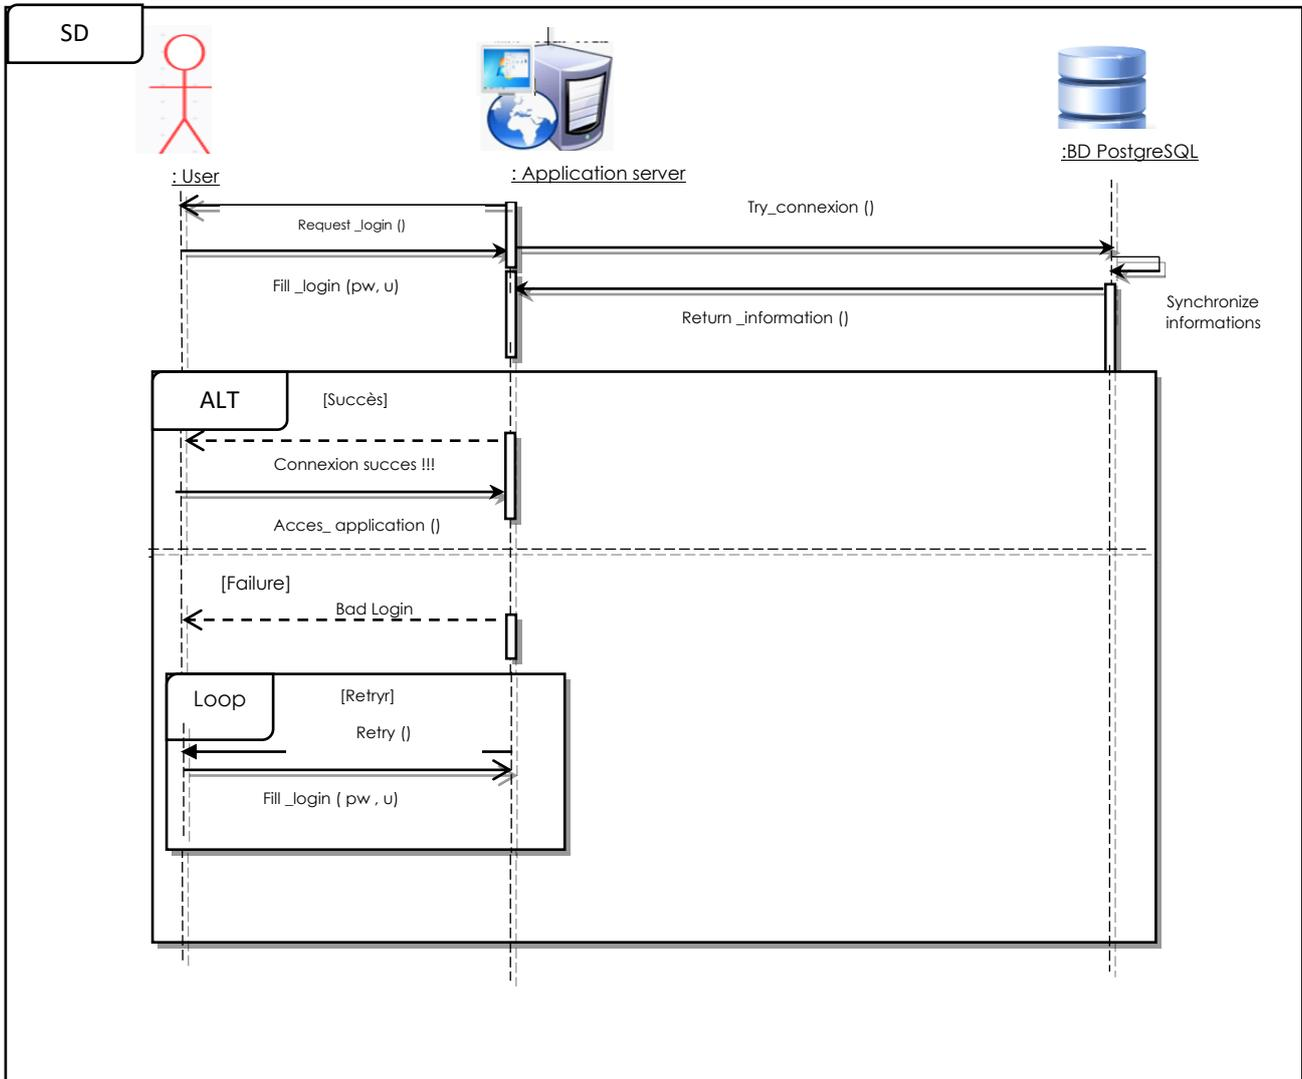 SD
: User
: Application server
:BD PostgreSQL
Try_connexion ()
Request _login ()
Fill _login (pw, u)
Return _information ()
Synchronize
informations
ALT
[Succès]
Connexion succes !!!
Acces_ application ()
[Failure]
Bad Login
Loop
[Retryr]
Retry ()
Fill _login ( pw , u)